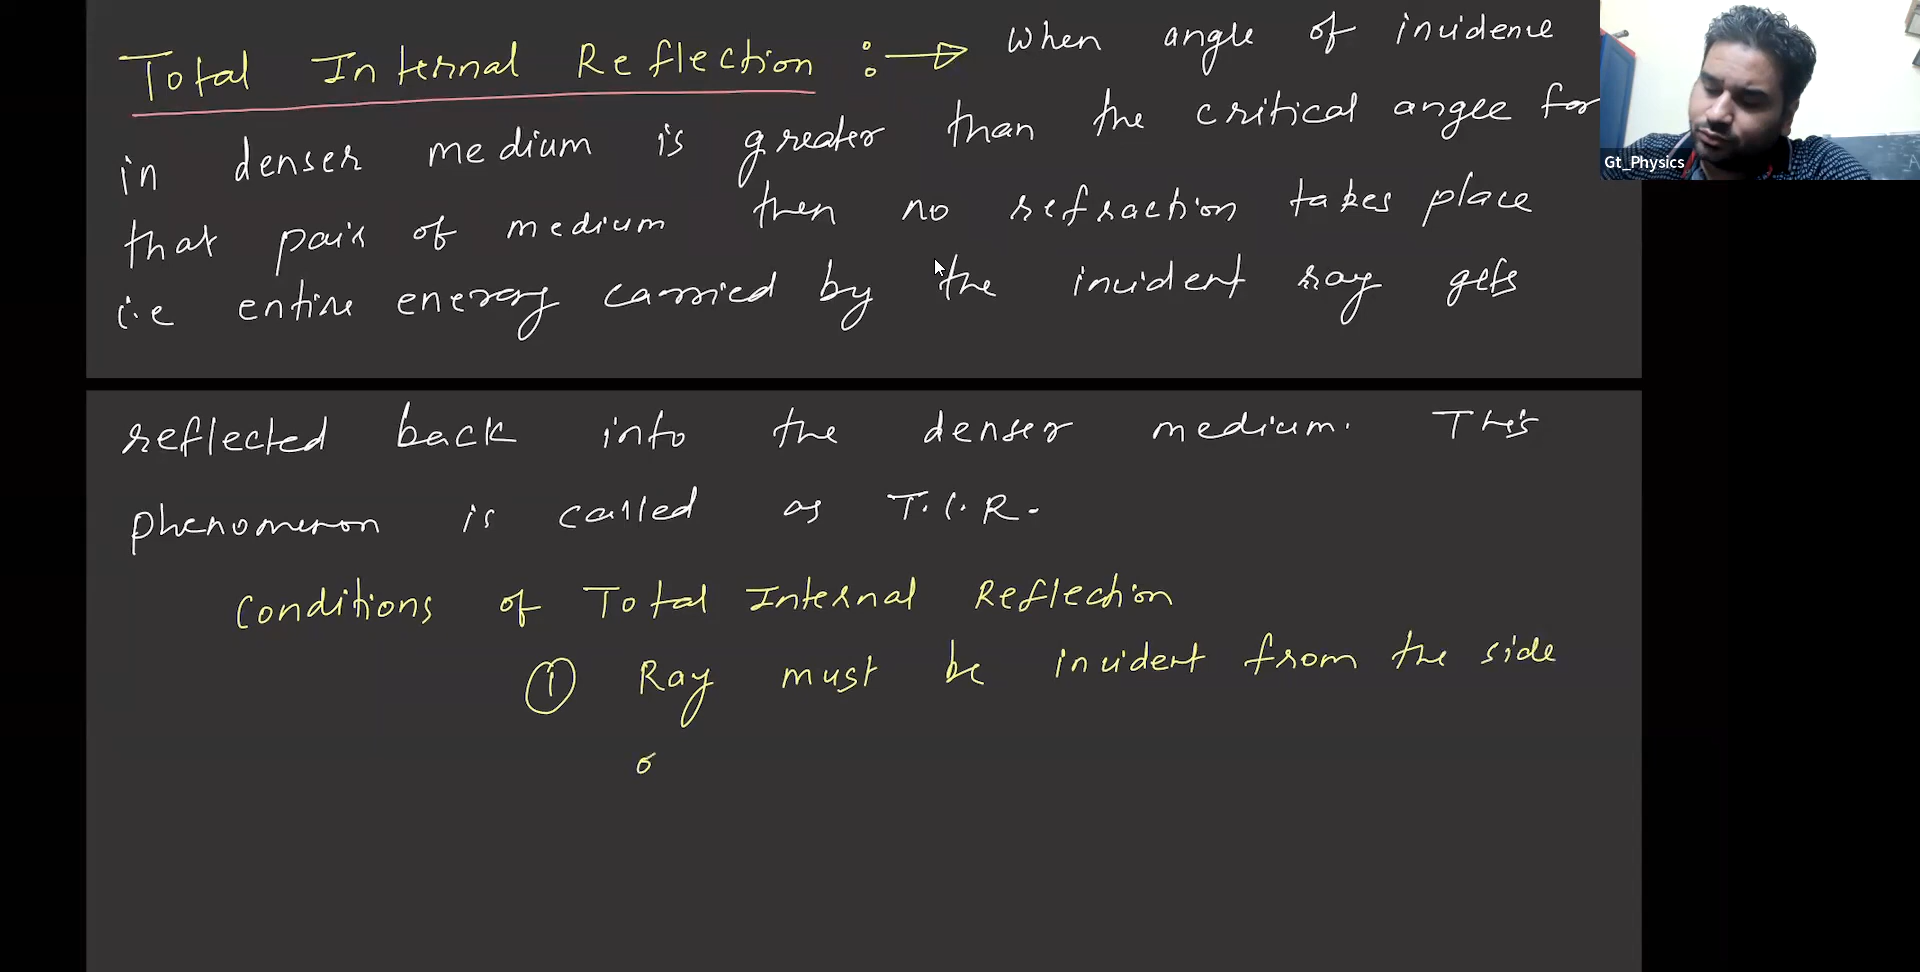 Total Internal Reflection :→ When angle of incidence
in denser medium is greater than the critical angle for
that pair of medium then no refraction takes place
i.e entire energy carried by the incident ray gets
reflected back into the denser medium. This
phenomenon is called as T.I.R.
Conditions of Total Internal Reflection
① Ray must be incident from the side
o
Gt_Physics